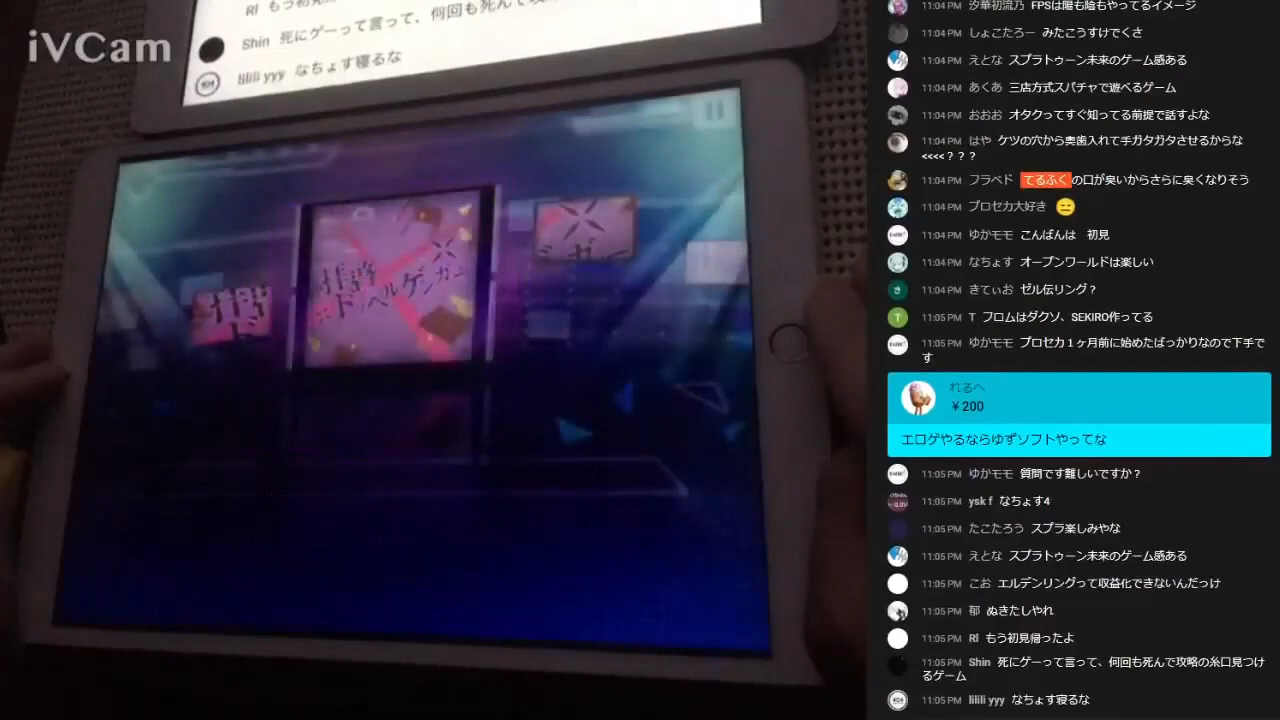 iVCam
Rl もう初見帰
Shin 死にゲーって言って、何回も死んで攻
lilili yyy なちょす寝るな
ドッペルゲンガー
11:04 PM 汐華初流乃 FPSは陽も陰もやってるイメージ
11:04 PM しょこたろー みたこうすけでくさ
11:04 PM えとな スプラトゥーン未来のゲーム感ある
11:04 PM あくあ 三店方式スパチャで遊べるゲーム
11:04 PM おおお オタクってすぐ知ってる前提で話すよな
11:04 PM はや ケツの穴から奥歯入れて手ガタガタさせるからな
<<<<？？？
11:04 PM フラペド てるふくの口が臭いからさらに臭くなりそう
11:04 PM プロセカ大好き 😑
11:04 PM ゆかモモ こんばんは 初見
11:04 PM なちょす オープンワールドは楽しい
11:04 PM きてぃお ゼル伝リング？
11:05 PM T フロムはダクソ、SEKIRO作ってる
11:05 PM ゆかモモ プロセカ１ヶ月前に始めたばっかりなので下手で
す
れるへ
￥200
エロゲやるならゆずソフトやってな
11:05 PM ゆかモモ 質問です難しいですか？
11:05 PM ysk f なちょす4
11:05 PM たこたろう スプラ楽しみやな
11:05 PM えとな スプラトゥーン未来のゲーム感ある
11:05 PM こお エルデンリングって収益化できないんだっけ
11:05 PM 郁 ぬきたしやれ
11:05 PM Rl もう初見帰ったよ
11:05 PM Shin 死にゲーって言って、何回も死んで攻略の糸口見つけ
るゲーム
11:05 PM lilili yyy なちょす寝るな